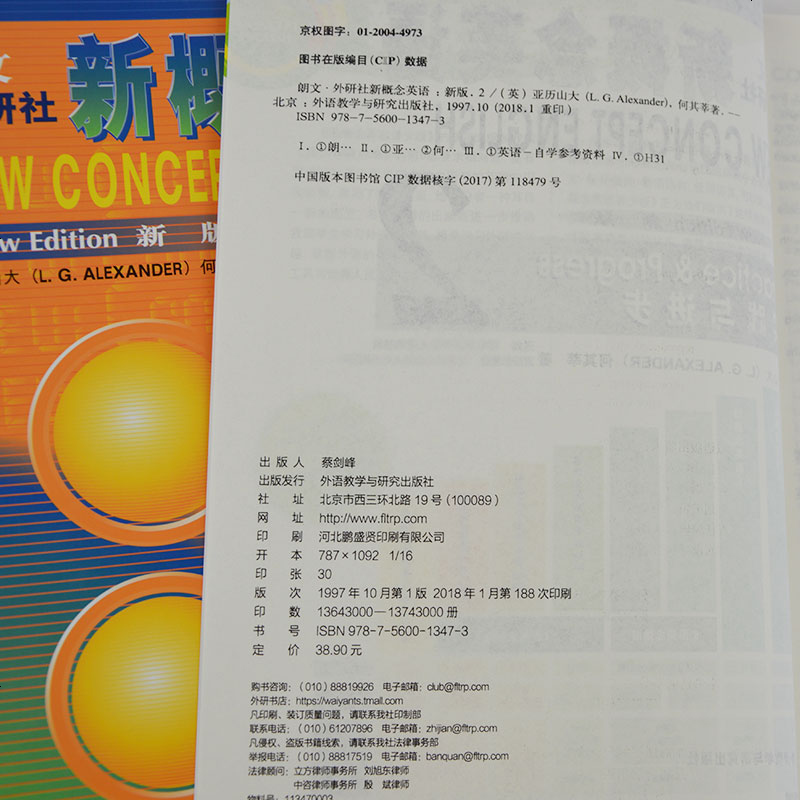 文
研社 新概
W CONCEP
w Edition 新 版
大（L. G. ALEXANDER）何
京权图字：01-2004-4973
图书在版编目（CIP）数据
朗文·外研社新概念英语：新版．2／（英）亚历山大（L. G. Alexander），何其莘著．—
北京：外语教学与研究出版社，1997.10（2018.1 重印）
ISBN 978-7-5600-1347-3
Ⅰ．①朗… Ⅱ．①亚… ②何… Ⅲ．①英语－自学参考资料 Ⅳ．①H31
中国版本图书馆 CIP 数据核字（2017）第 118479 号
出版人 蔡剑峰
出版发行 外语教学与研究出版社
社 址 北京市西三环北路 19 号（100089）
网 址 http://www.fltrp.com
印 刷 河北鹏盛贤印刷有限公司
开 本 787×1092 1/16
印 张 30
版 次 1997 年 10 月第 1 版 2018 年 1 月第 188 次印刷
印 数 13643000—13743000 册
书 号 ISBN 978-7-5600-1347-3
定 价 38.90 元
购书咨询：（010）88819926 电子邮箱：club@fltrp.com
外研书店：https://waiyants.tmall.com
凡印刷、装订质量问题，请联系我社印制部
联系电话：（010）61207896 电子邮箱：zhijian@fltrp.com
凡侵权、盗版书籍线索，请联系我社法律事务部
举报电话：（010）88817519 电子邮箱：banquan@fltrp.com
法律顾问：立方律师事务所 刘旭东律师
中咨律师事务所 殷 斌律师
物料号：113470003